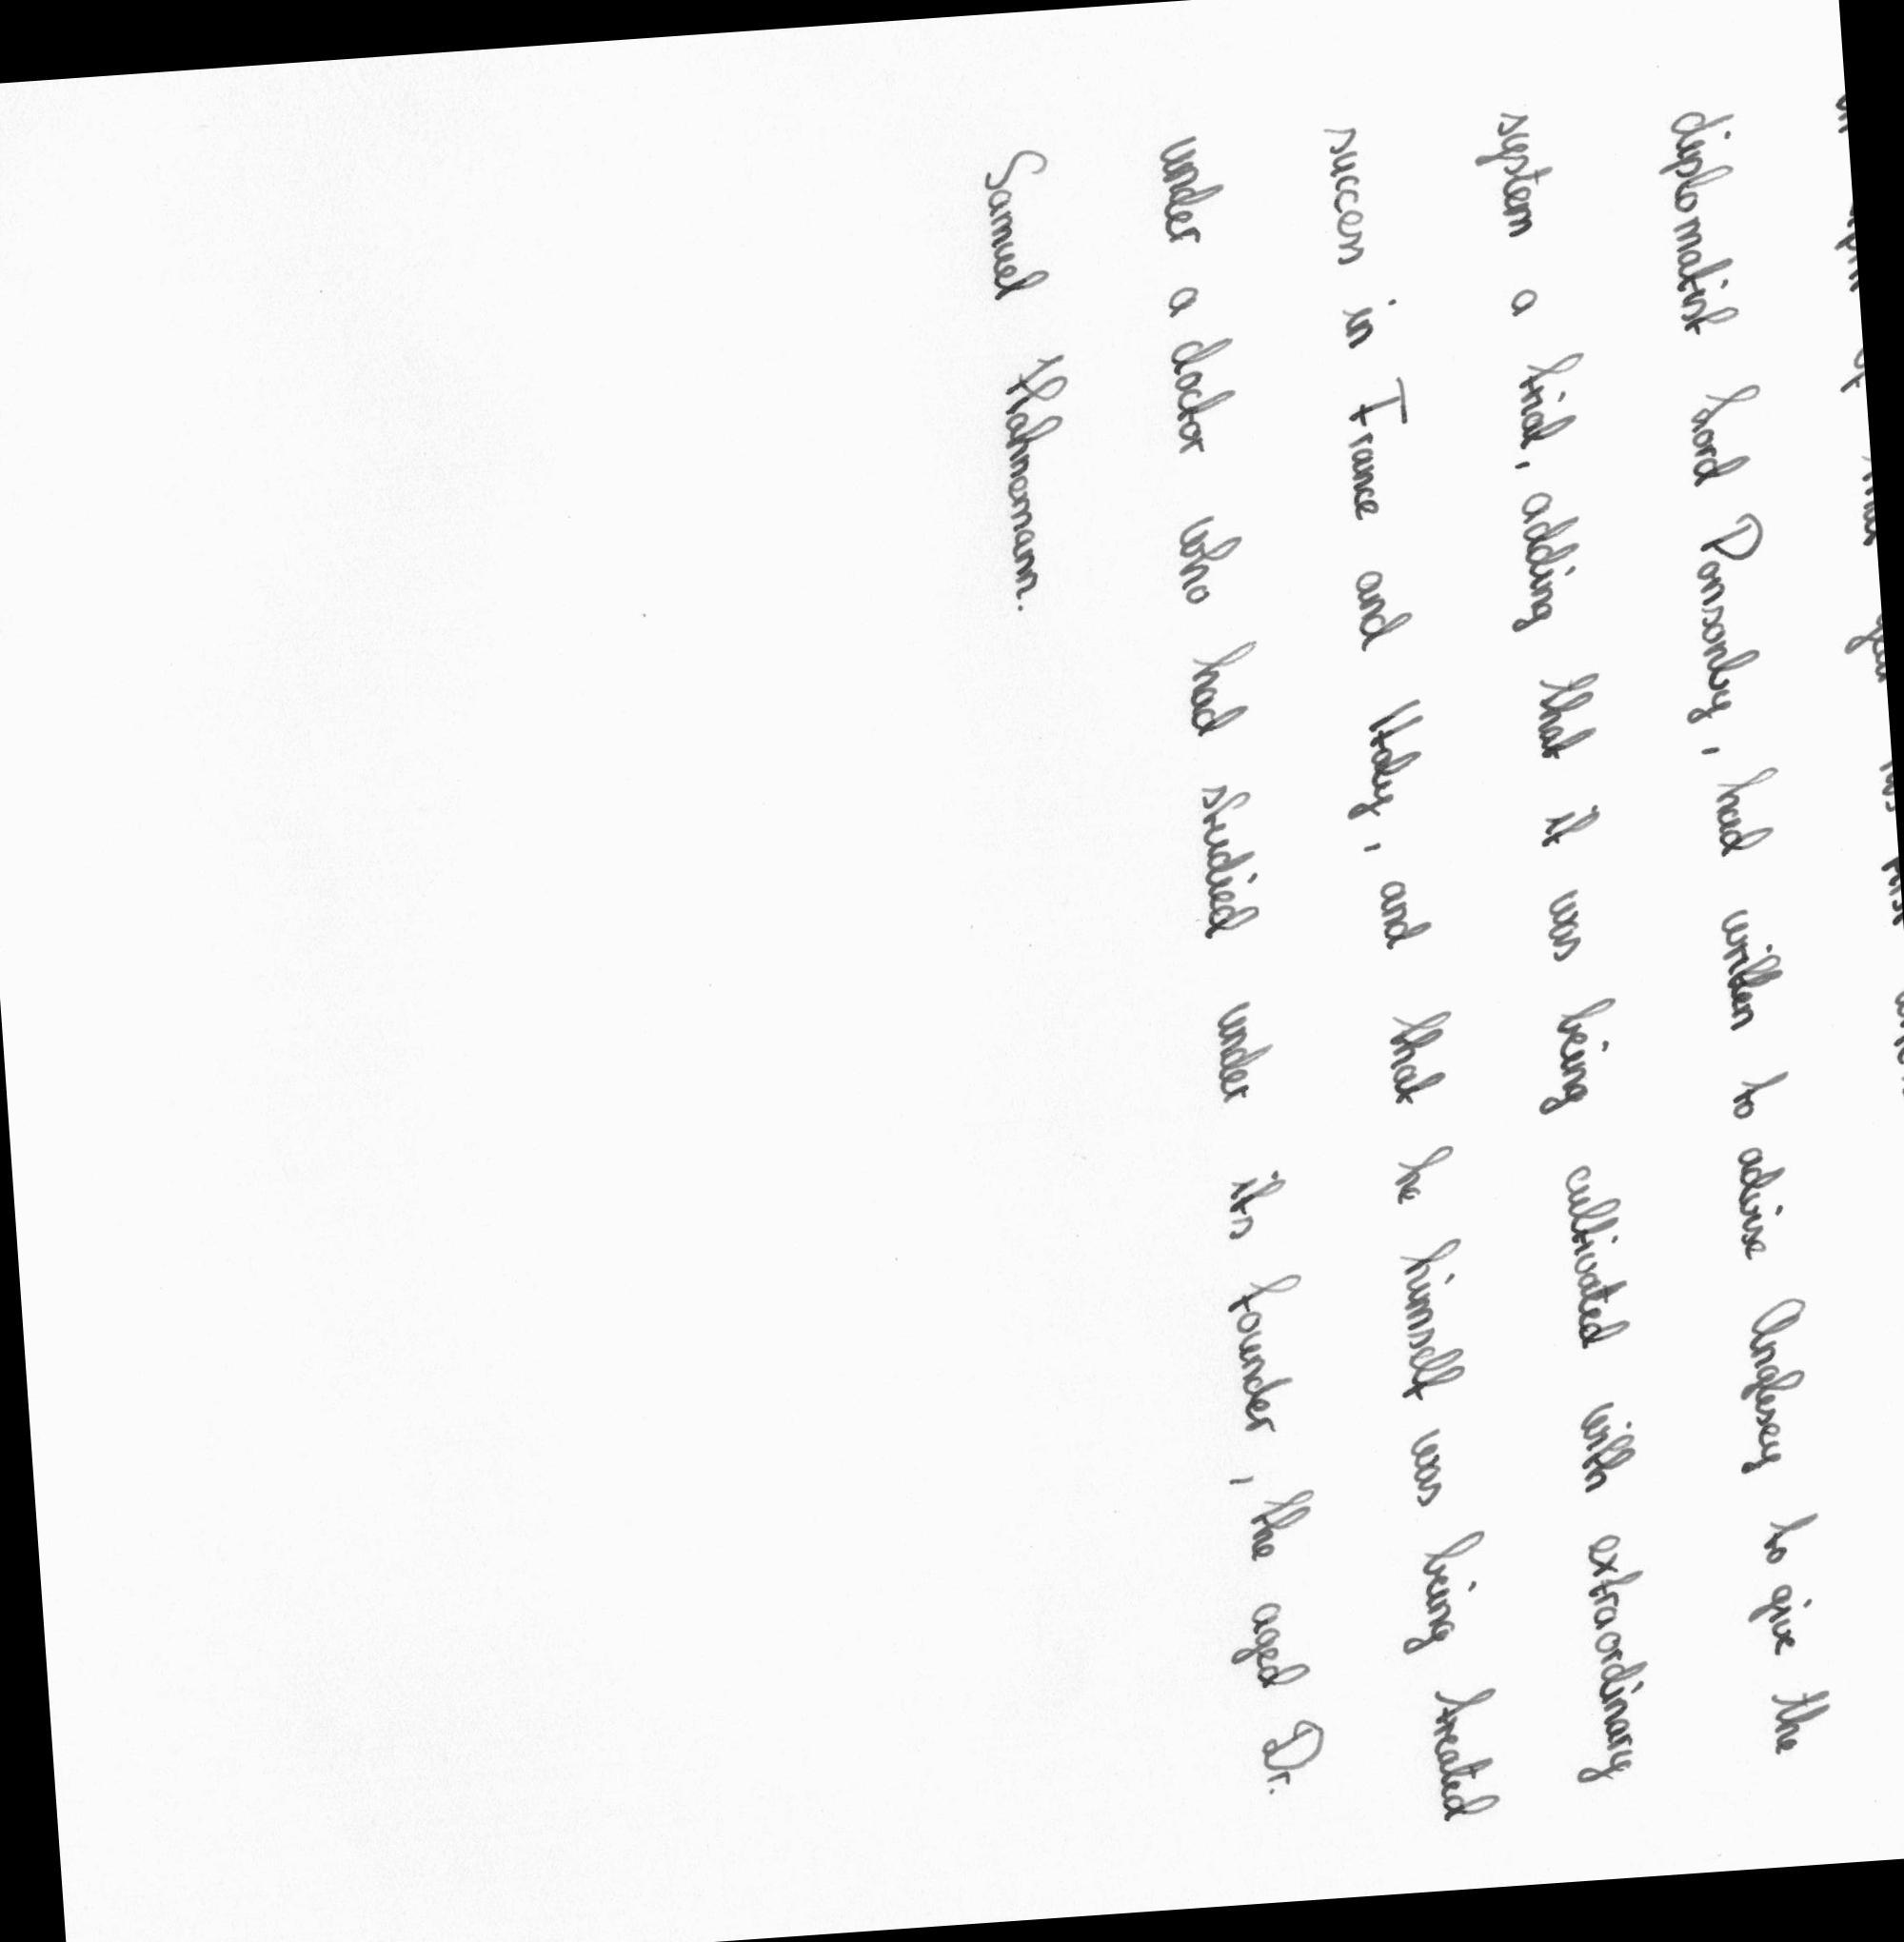 diplomatist Lord Ponsonby, had written to advise Anglesey to give the
system a trial, adding that it was being cultivated with extraordinary
success in France and Italy, and that he himself was being treated
under a doctor who had studied under its founder, the aged Dr.
Samuel Hahnemann.